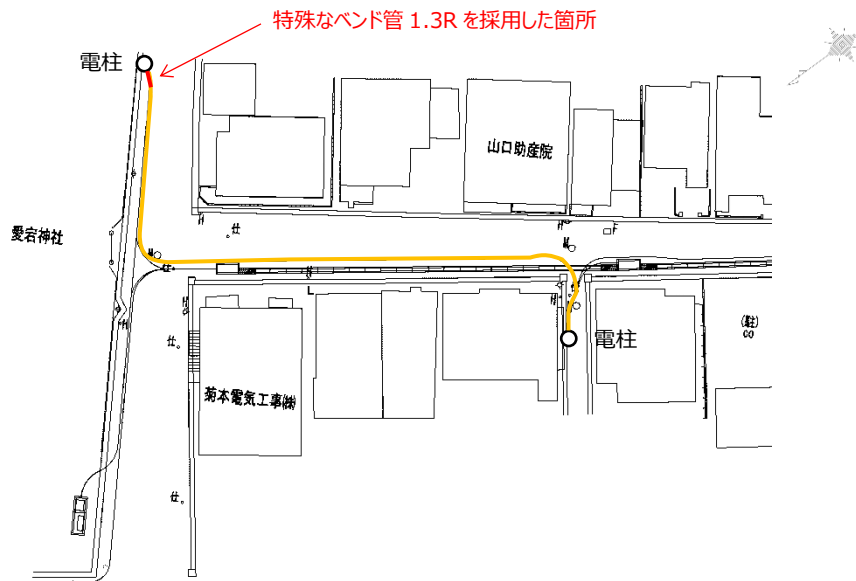 特殊なベンド管 1.3R を採用した箇所
電柱
山口助産院
愛宕神社
電柱
菊本電気工事㈱
(駐)
co